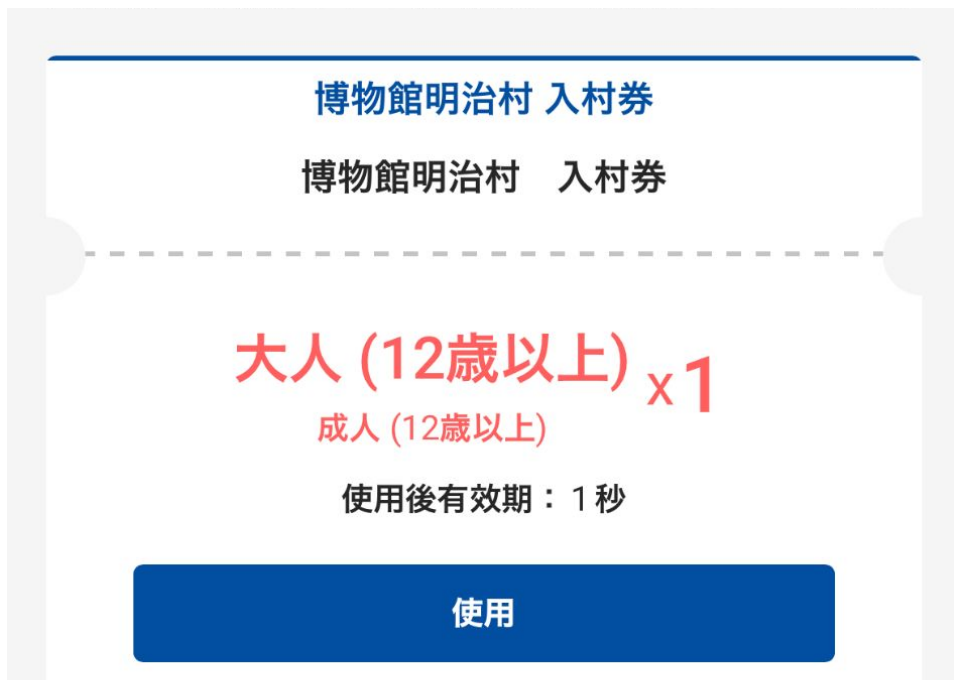 博物館明治村 入村券
博物館明治村　入村券
大人 (12歳以上) x 1
成人 (12歳以上)
使用後有效期：1秒
使用